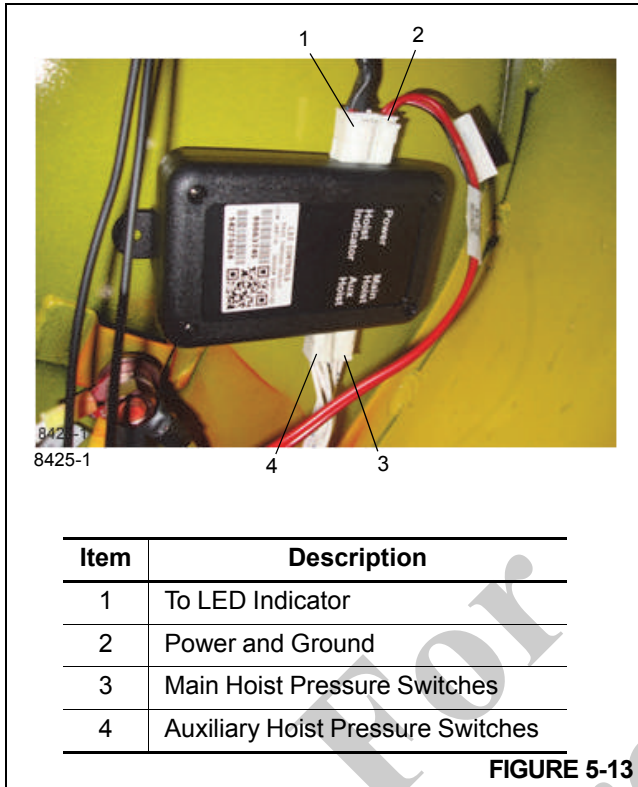 1
2
Power
Hoist
Indicator
Main
Hoist
Aux
Hoist
8425-1
4
3
Item Description
1 To LED Indicator
2 Power and Ground
3 Main Hoist Pressure Switches
4 Auxiliary Hoist Pressure Switches
For
FIGURE 5-13